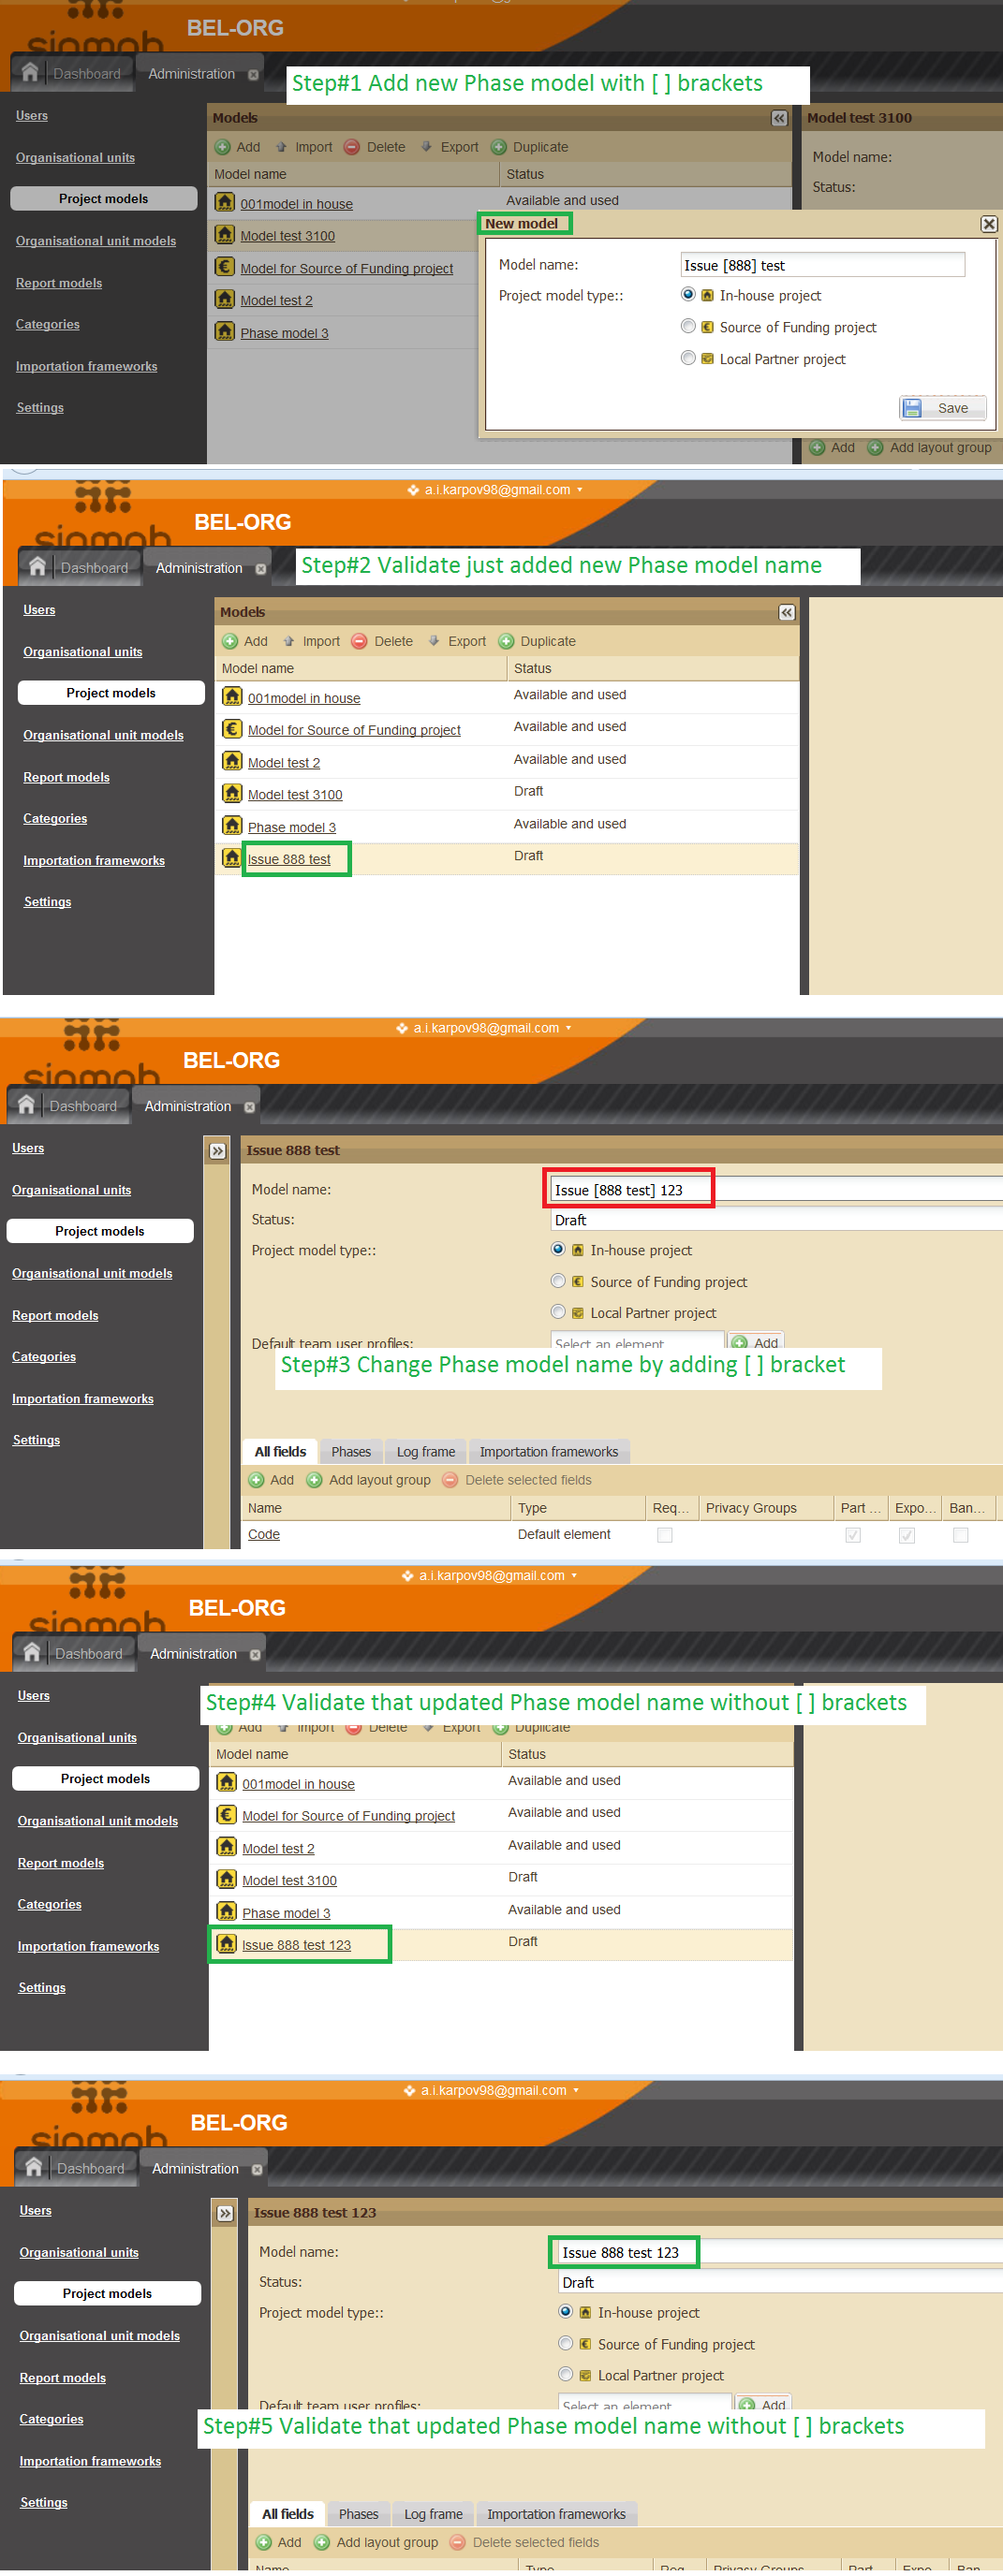 BEL-ORG
sigmah
Dashboard Administration
Step#1 Add new Phase model with [ ] brackets
Users
Organisational units
Project models
Organisational unit models
Report models
Categories
Importation frameworks
Settings
Models
Add Import Delete Export Duplicate
Model name Status
001model in house Available and used
Model test 3100
Model for Source of Funding project
Model test 2
Phase model 3
Model test 3100
Model name:
Status:
New model
Model name: Issue [888] test
Project model type:: In-house project
Source of Funding project
Local Partner project
Save
Add Add layout group
a.i.karpov98@gmail.com
BEL-ORG
sigmah
Dashboard Administration
Step#2 Validate just added new Phase model name
Users
Organisational units
Project models
Organisational unit models
Report models
Categories
Importation frameworks
Settings
Models
Add Import Delete Export Duplicate
Model name Status
001model in house Available and used
Model for Source of Funding project Available and used
Model test 2 Available and used
Model test 3100 Draft
Phase model 3 Available and used
Issue 888 test Draft
a.i.karpov98@gmail.com
BEL-ORG
sigmah
Dashboard Administration
Users
Organisational units
Project models
Organisational unit models
Report models
Categories
Importation frameworks
Settings
Issue 888 test
Model name: Issue [888 test] 123
Status: Draft
Project model type:: In-house project
Source of Funding project
Local Partner project
Default team user profiles: Select an element Add
Step#3 Change Phase model name by adding [ ] bracket
All fields Phases Log frame Importation frameworks
Add Add layout group Delete selected fields
Name Type Req... Privacy Groups Part ... Expo... Ban...
Code Default element
a.i.karpov98@gmail.com
BEL-ORG
sigmah
Dashboard Administration
Step#4 Validate that updated Phase model name without [ ] brackets
Users
Organisational units
Project models
Organisational unit models
Report models
Categories
Importation frameworks
Settings
Add Import Delete Export Duplicate
Model name Status
001model in house Available and used
Model for Source of Funding project Available and used
Model test 2 Available and used
Model test 3100 Draft
Phase model 3 Available and used
Issue 888 test 123 Draft
a.i.karpov98@gmail.com
BEL-ORG
sigmah
Dashboard Administration
Users
Organisational units
Project models
Organisational unit models
Report models
Categories
Importation frameworks
Settings
Issue 888 test 123
Model name: Issue 888 test 123
Status: Draft
Project model type:: In-house project
Source of Funding project
Local Partner project
Default team user profiles: Select an element Add
Step#5 Validate that updated Phase model name without [ ] brackets
All fields Phases Log frame Importation frameworks
Add Add layout group Delete selected fields
Name Type Req... Privacy Groups Part ... Expo... Ban...